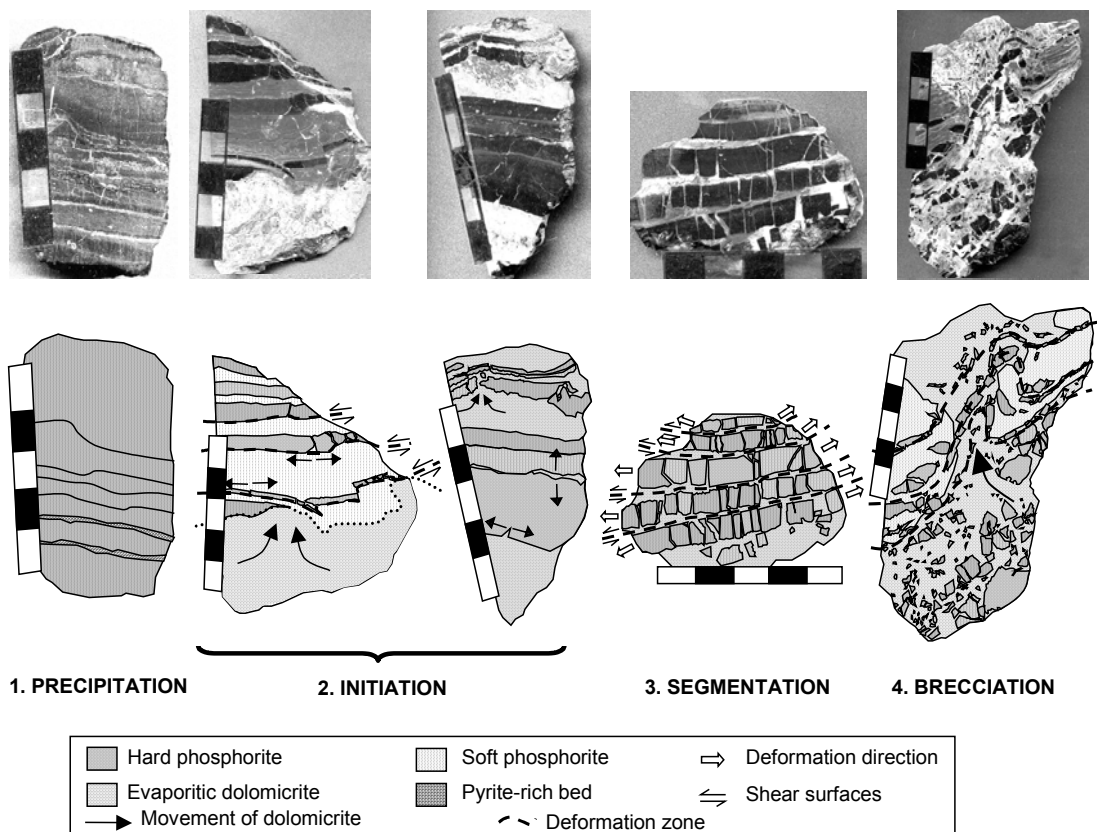 1. PRECIPITATION
2. INITIATION
3. SEGMENTATION
4. BRECCIATION
Hard phosphorite
Soft phosphorite
Deformation direction
Evaporitic dolomicrite
Pyrite-rich bed
Shear surfaces
Movement of dolomicrite
Deformation zone